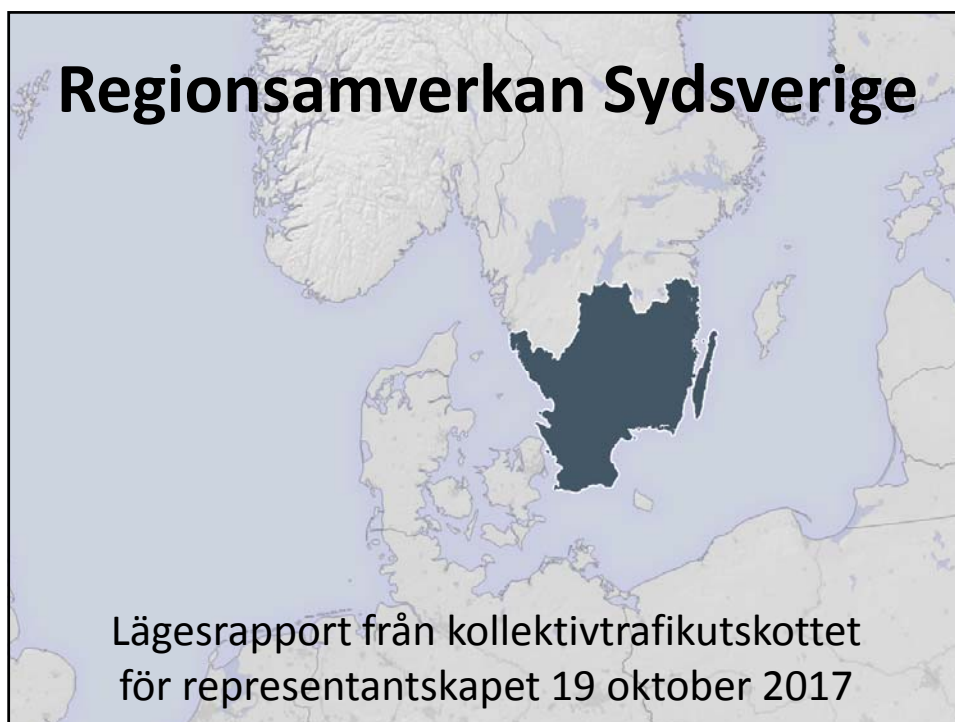 Regionsamverkan Sydsverige
Lägesrapport från kollektivtrafikutskottet
för representantskapet 19 oktober 2017